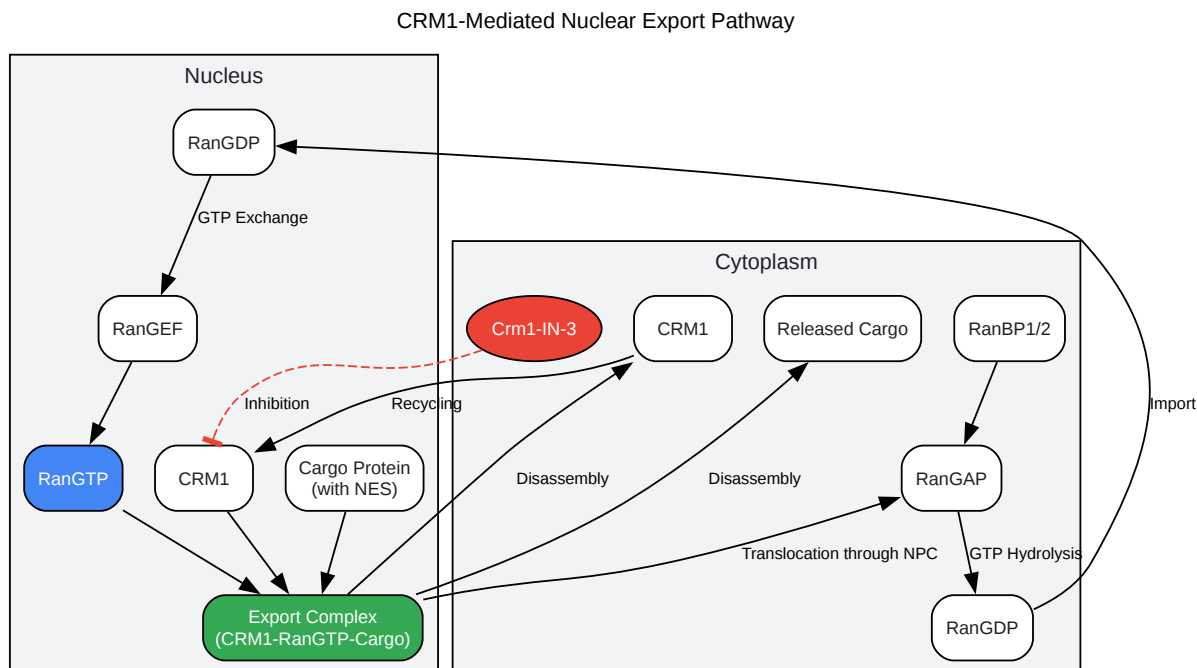 CRM1-Mediated Nuclear Export Pathway
Nucleus
RanGDP
GTP Exchange
Cytoplasm
RanGEF
Crm1-IN-3
CRM1
Released Cargo
RanBP1/2
Inhibition
Recycling
Import
RanTP
CRM1
Cargo Protein
(with NES)
Disassembly
Disassembly
RanGAP
Translocation through NPC
GTP Hydrolysis
Export Complex
(CRM1-RanGTP-Cargo)
RanGDP